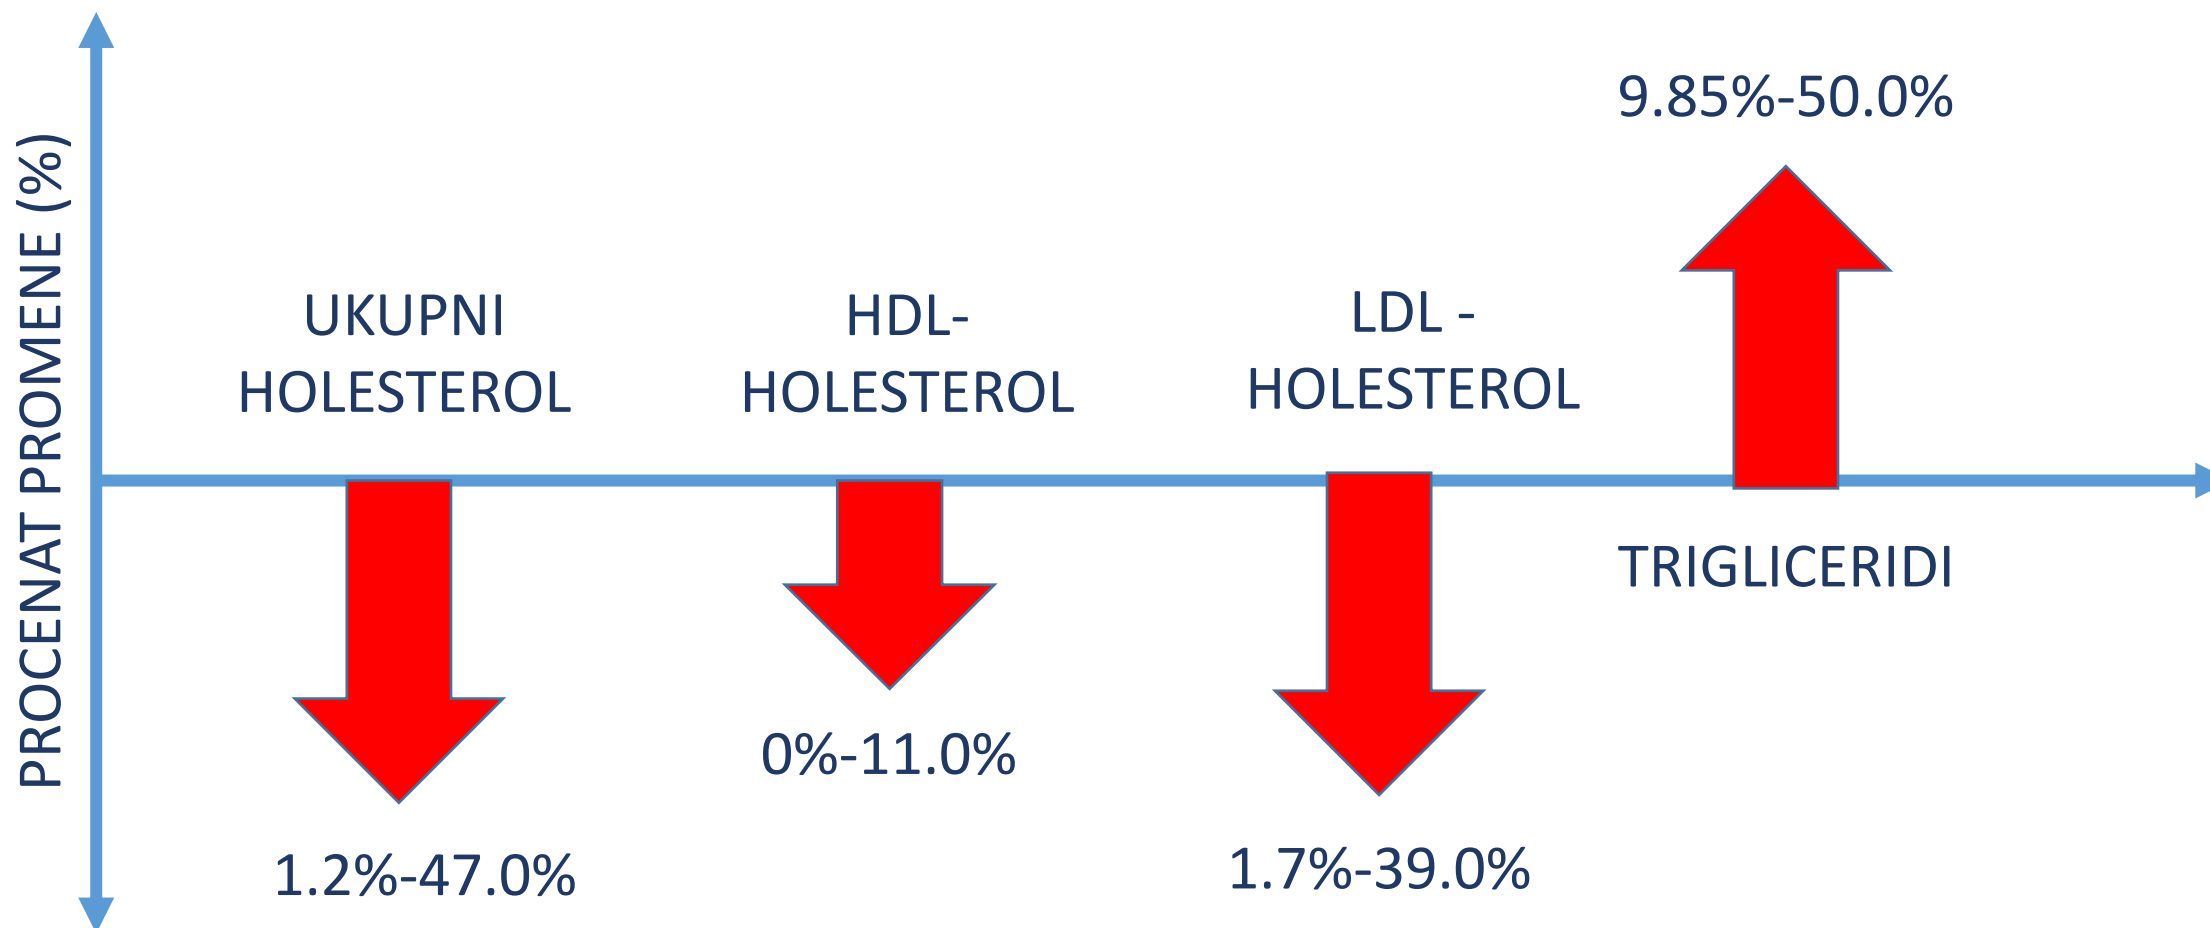 PROCENAT PROMENE (%)
UKUPNI
HOLESTEROL
1.2%-47.0%
HDL-
HOLESTEROL
0%-11.0%
LDL -
HOLESTEROL
1.7%-39.0%
9.85%-50.0%
TRIGLICERIDI